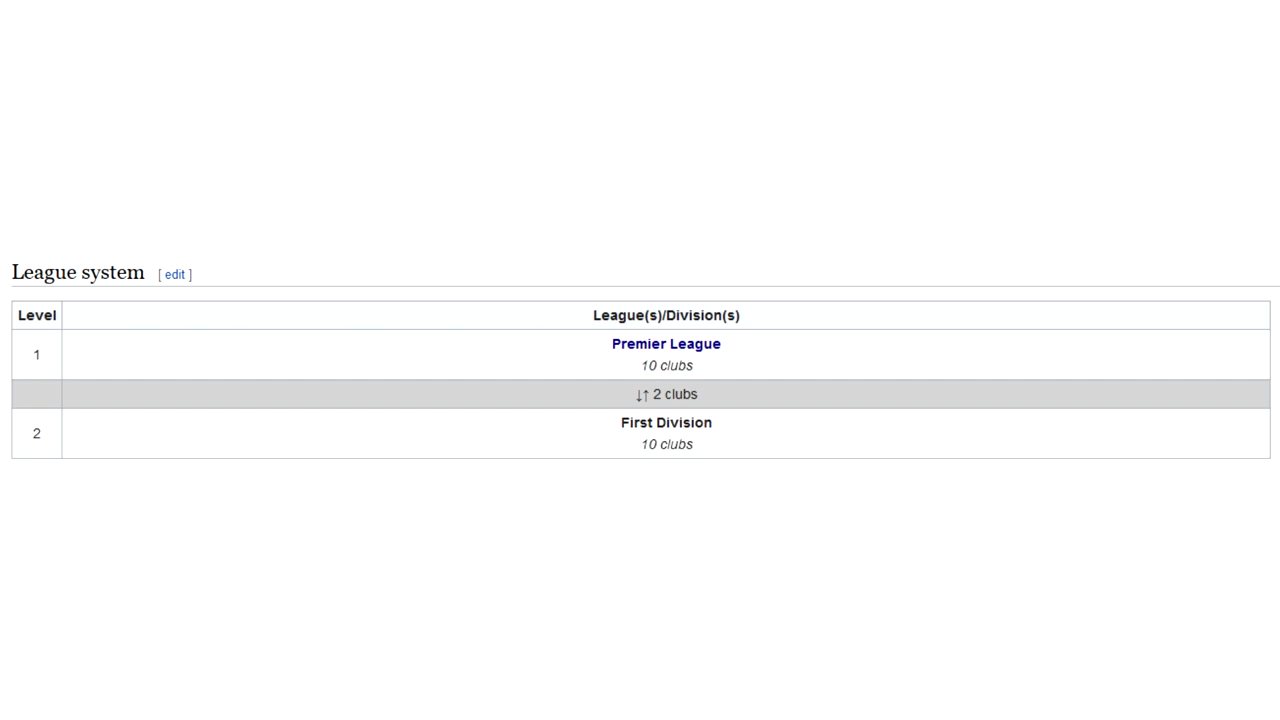 League system [ edit ]
Level League(s)/Division(s)
1
Premier League
10 clubs
↓↑ 2 clubs
2
First Division
10 clubs